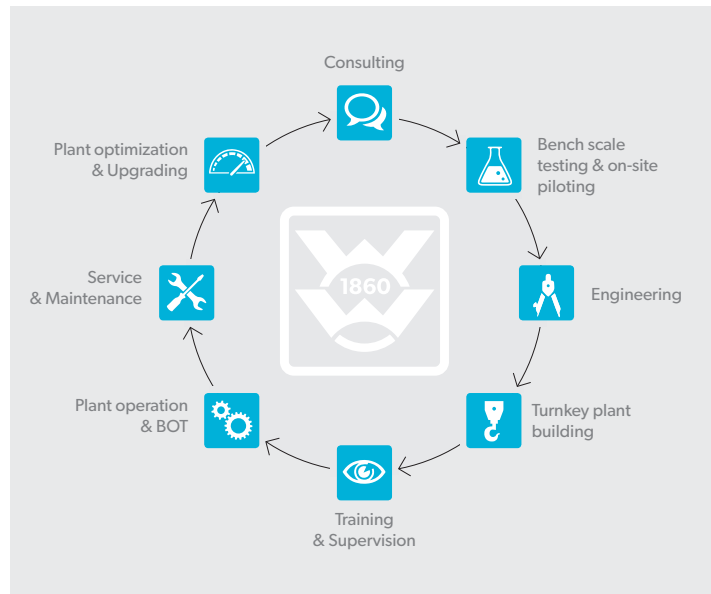 Consulting
Bench scale
testing & on-site
piloting
Engineering
Turnkey plant
building
Training
& Supervision
Plant operation
& BOT
Service
& Maintenance
Plant optimization
& Upgrading
1860